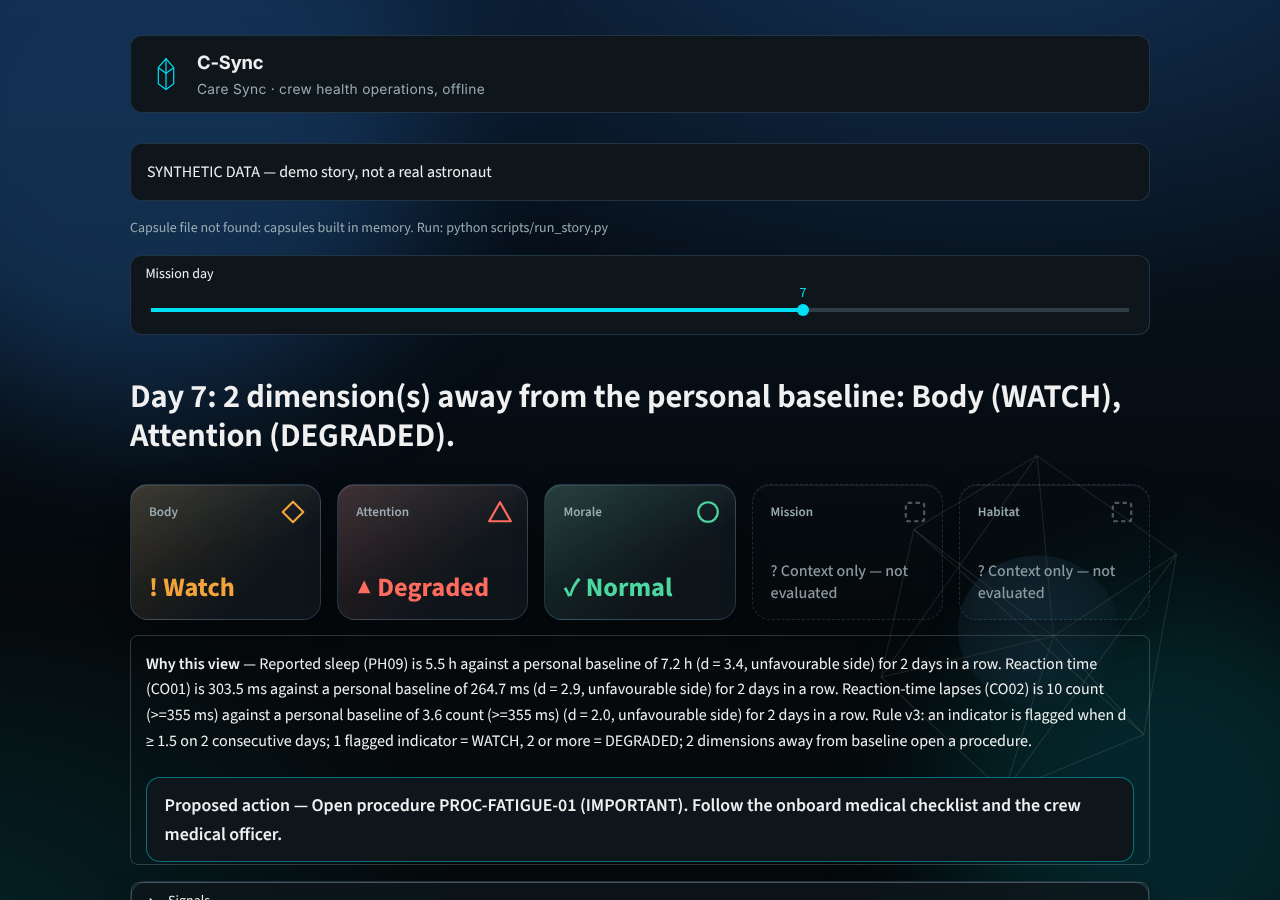 C-Sync
Care Sync · crew health operations, offline
SYNTHETIC DATA — demo story, not a real astronaut
Capsule file not found: capsules built in memory. Run: python scripts/run_story.py
Mission day
7
Day 7: 2 dimension(s) away from the personal baseline: Body (WATCH),
Attention (DEGRADED).
Body
! Watch
Attention
▲ Degraded
Morale
✓ Normal
Mission
? Context only — not
evaluated
Habitat
? Context only — not
evaluated
Why this view — Reported sleep (PH09) is 5.5 h against a personal baseline of 7.2 h (d = 3.4, unfavourable side) for 2 days in a row. Reaction time
(CO01) is 303.5 ms against a personal baseline of 264.7 ms (d = 2.9, unfavourable side) for 2 days in a row. Reaction-time lapses (CO02) is 10 count
(>=355 ms) against a personal baseline of 3.6 count (>=355 ms) (d = 2.0, unfavourable side) for 2 days in a row. Rule v3: an indicator is flagged when d
≥ 1.5 on 2 consecutive days; 1 flagged indicator = WATCH, 2 or more = DEGRADED; 2 dimensions away from baseline open a procedure.
Proposed action — Open procedure PROC-FATIGUE-01 (IMPORTANT). Follow the onboard medical checklist and the crew
medical officer.
Signals